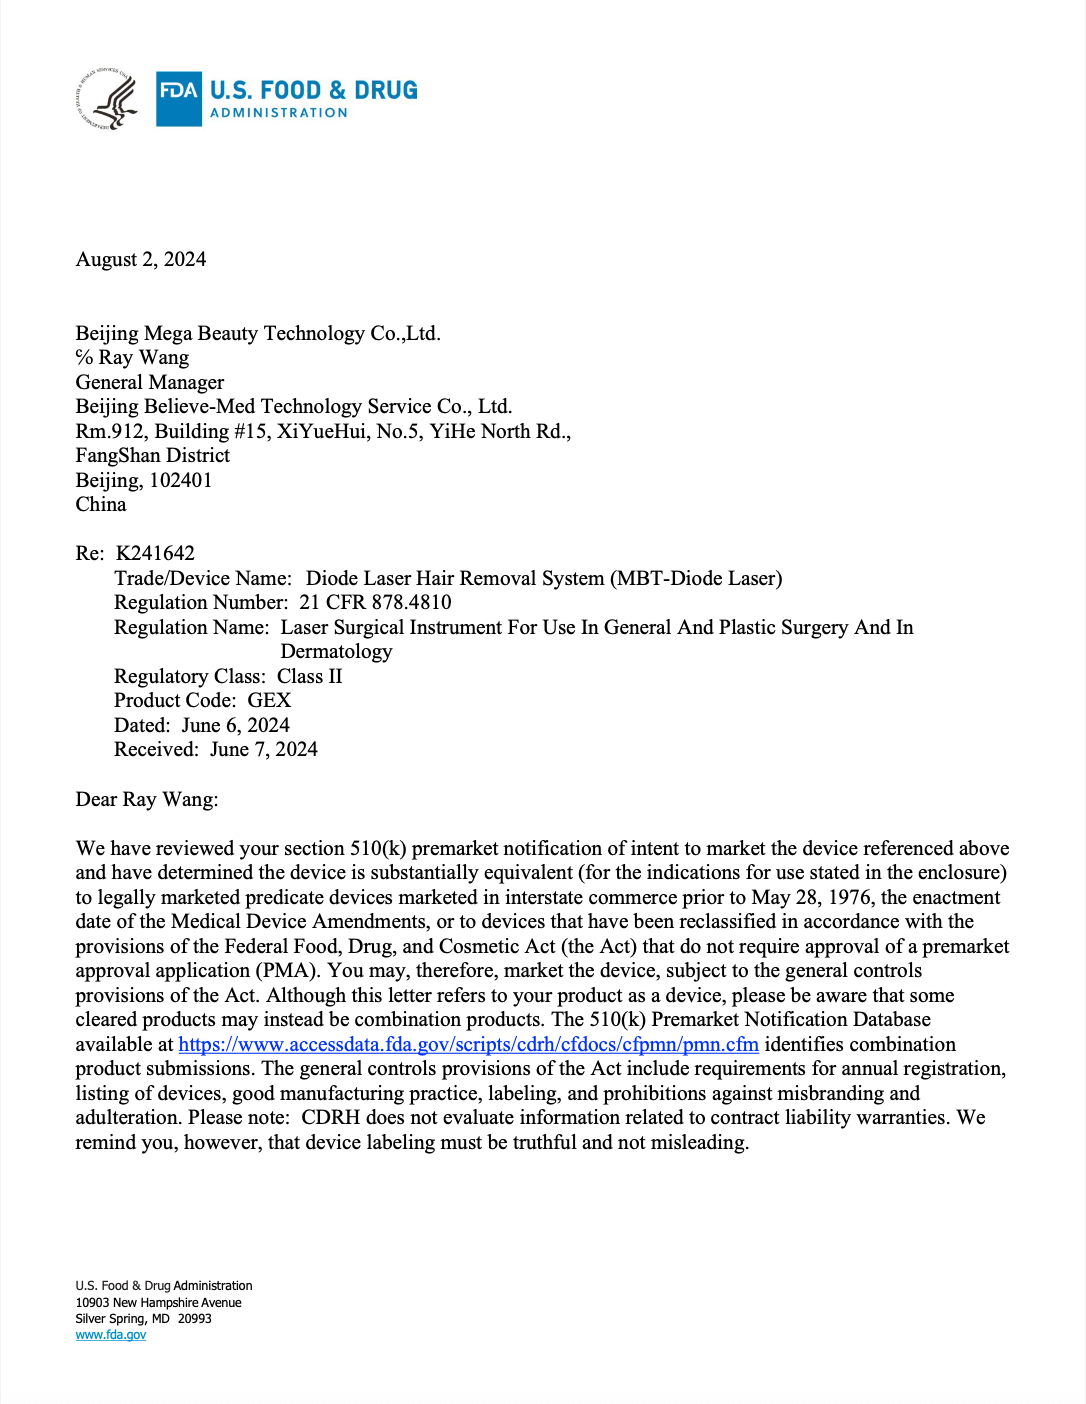 FDA U.S. FOOD & DRUG
ADMINISTRATION
August 2, 2024
Beijing Mega Beauty Technology Co.,Ltd.
℅ Ray Wang
General Manager
Beijing Believe-Med Technology Service Co., Ltd.
Rm.912, Building #15, XiYueHui, No.5, YiHe North Rd.,
FangShan District
Beijing, 102401
China
Re: K241642
Trade/Device Name: Diode Laser Hair Removal System (MBT-Diode Laser)
Regulation Number: 21 CFR 878.4810
Regulation Name: Laser Surgical Instrument For Use In General And Plastic Surgery And In
Dermatology
Regulatory Class: Class II
Product Code: GEX
Dated: June 6, 2024
Received: June 7, 2024
Dear Ray Wang:
We have reviewed your section 510(k) premarket notification of intent to market the device referenced above
and have determined the device is substantially equivalent (for the indications for use stated in the enclosure)
to legally marketed predicate devices marketed in interstate commerce prior to May 28, 1976, the enactment
date of the Medical Device Amendments, or to devices that have been reclassified in accordance with the
provisions of the Federal Food, Drug, and Cosmetic Act (the Act) that do not require approval of a premarket
approval application (PMA). You may, therefore, market the device, subject to the general controls
provisions of the Act. Although this letter refers to your product as a device, please be aware that some
cleared products may instead be combination products. The 510(k) Premarket Notification Database
available at https://www.accessdata.fda.gov/scripts/cdrh/cfdocs/cfpmn/pmn.cfm identifies combination
product submissions. The general controls provisions of the Act include requirements for annual registration,
listing of devices, good manufacturing practice, labeling, and prohibitions against misbranding and
adulteration. Please note: CDRH does not evaluate information related to contract liability warranties. We
remind you, however, that device labeling must be truthful and not misleading.
U.S. Food & Drug Administration
10903 New Hampshire Avenue
Silver Spring, MD 20993
www.fda.gov